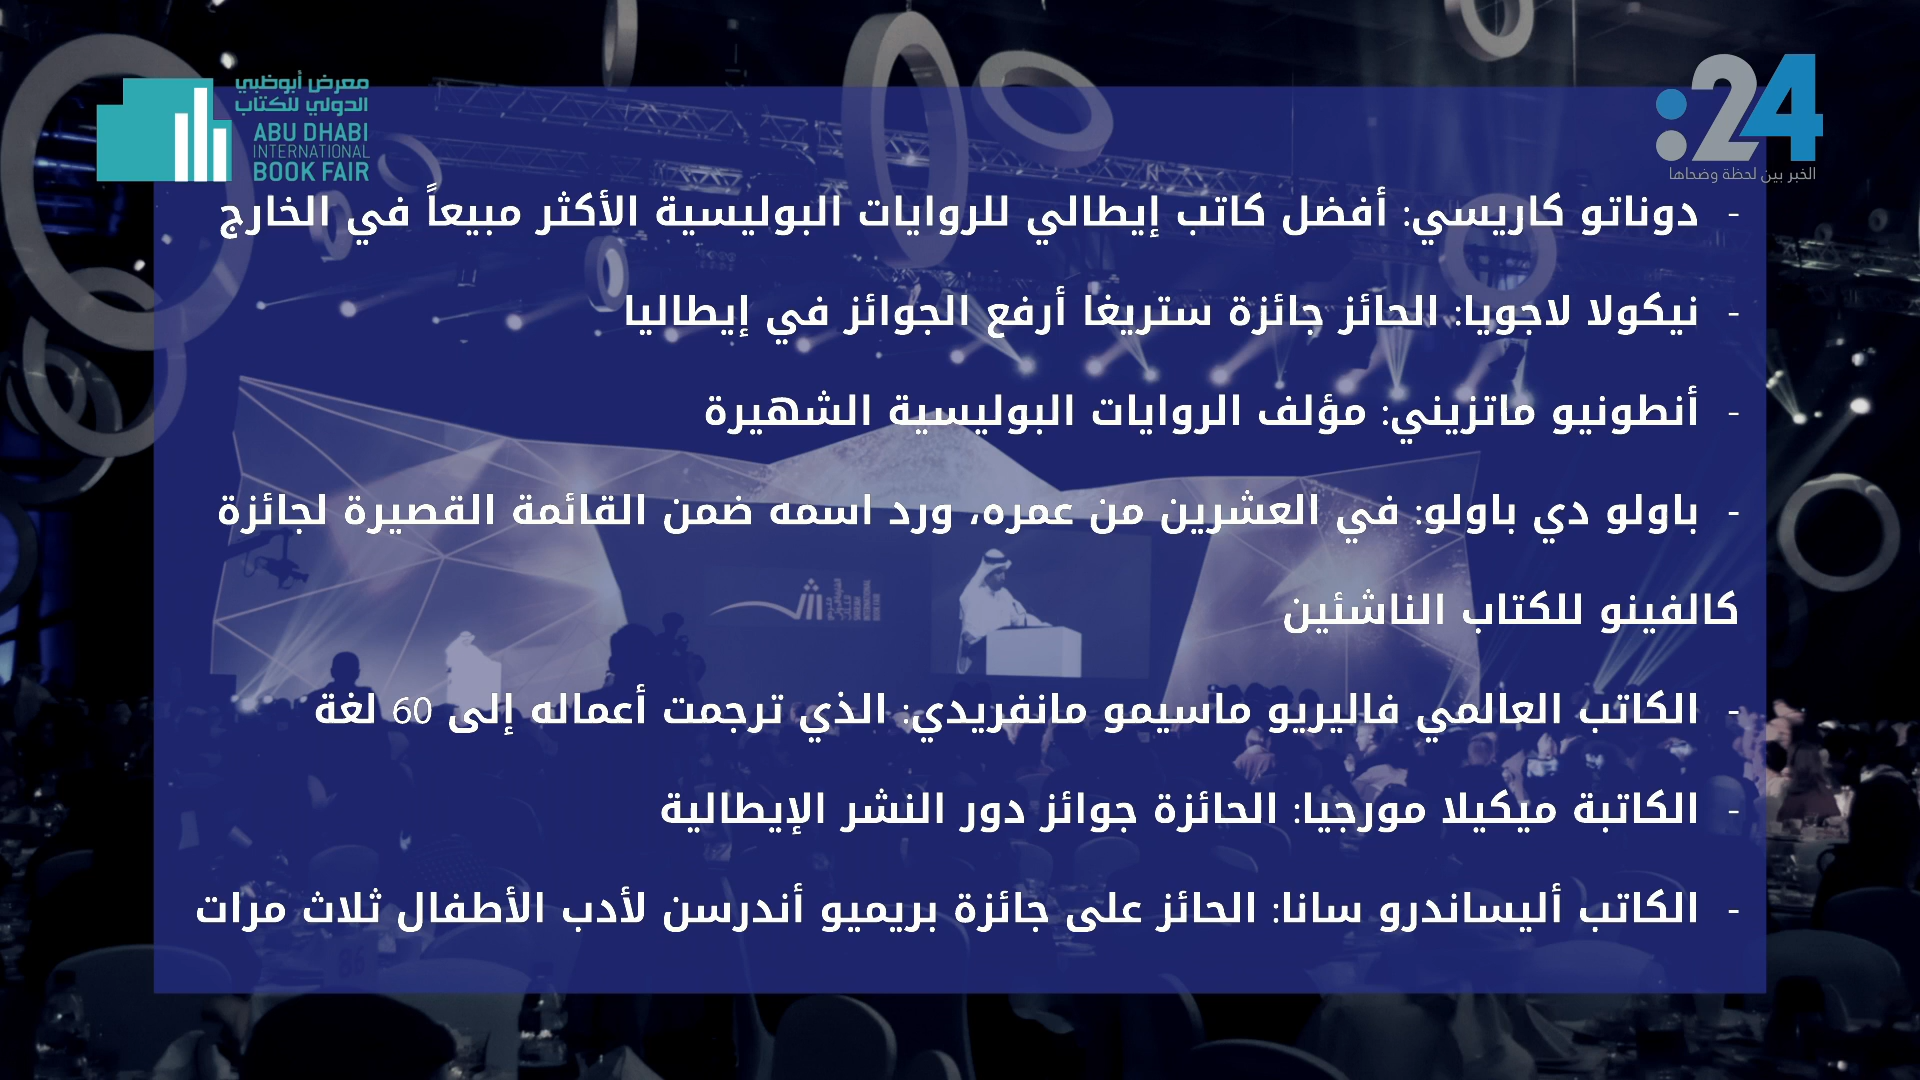 معرض أبوظبي
الدولي للكتاب
ABU DHABI
INTERNATIONAL
BOOK FAIR
:24
الخبر بين لحظة وضحاها
- دوناتو كاريسي: أفضل كاتب إيطالي للروايات البوليسية الأكثر مبيعاً في الخارج
- نيكولا لاجويا: الحائز جائزة ستريغا أرفع الجوائز في إيطاليا
- أنطونيو ماتزيني: مؤلف الروايات البوليسية الشهيرة
- باولو دي باولو: في العشرين من عمره، ورد اسمه ضمن القائمة القصيرة لجائزة
كالفينو للكتاب الناشئين
- الكاتب العالمي فاليريو ماسيمو مانفريدي: الذي ترجمت أعماله إلى 60 لغة
- الكاتبة ميكيلا مورجيا: الحائزة جوائز دور النشر الإيطالية
- الكاتب أليساندرو سانا: الحائز على جائزة بريميو أندرسن لأدب الأطفال ثلاث مرات